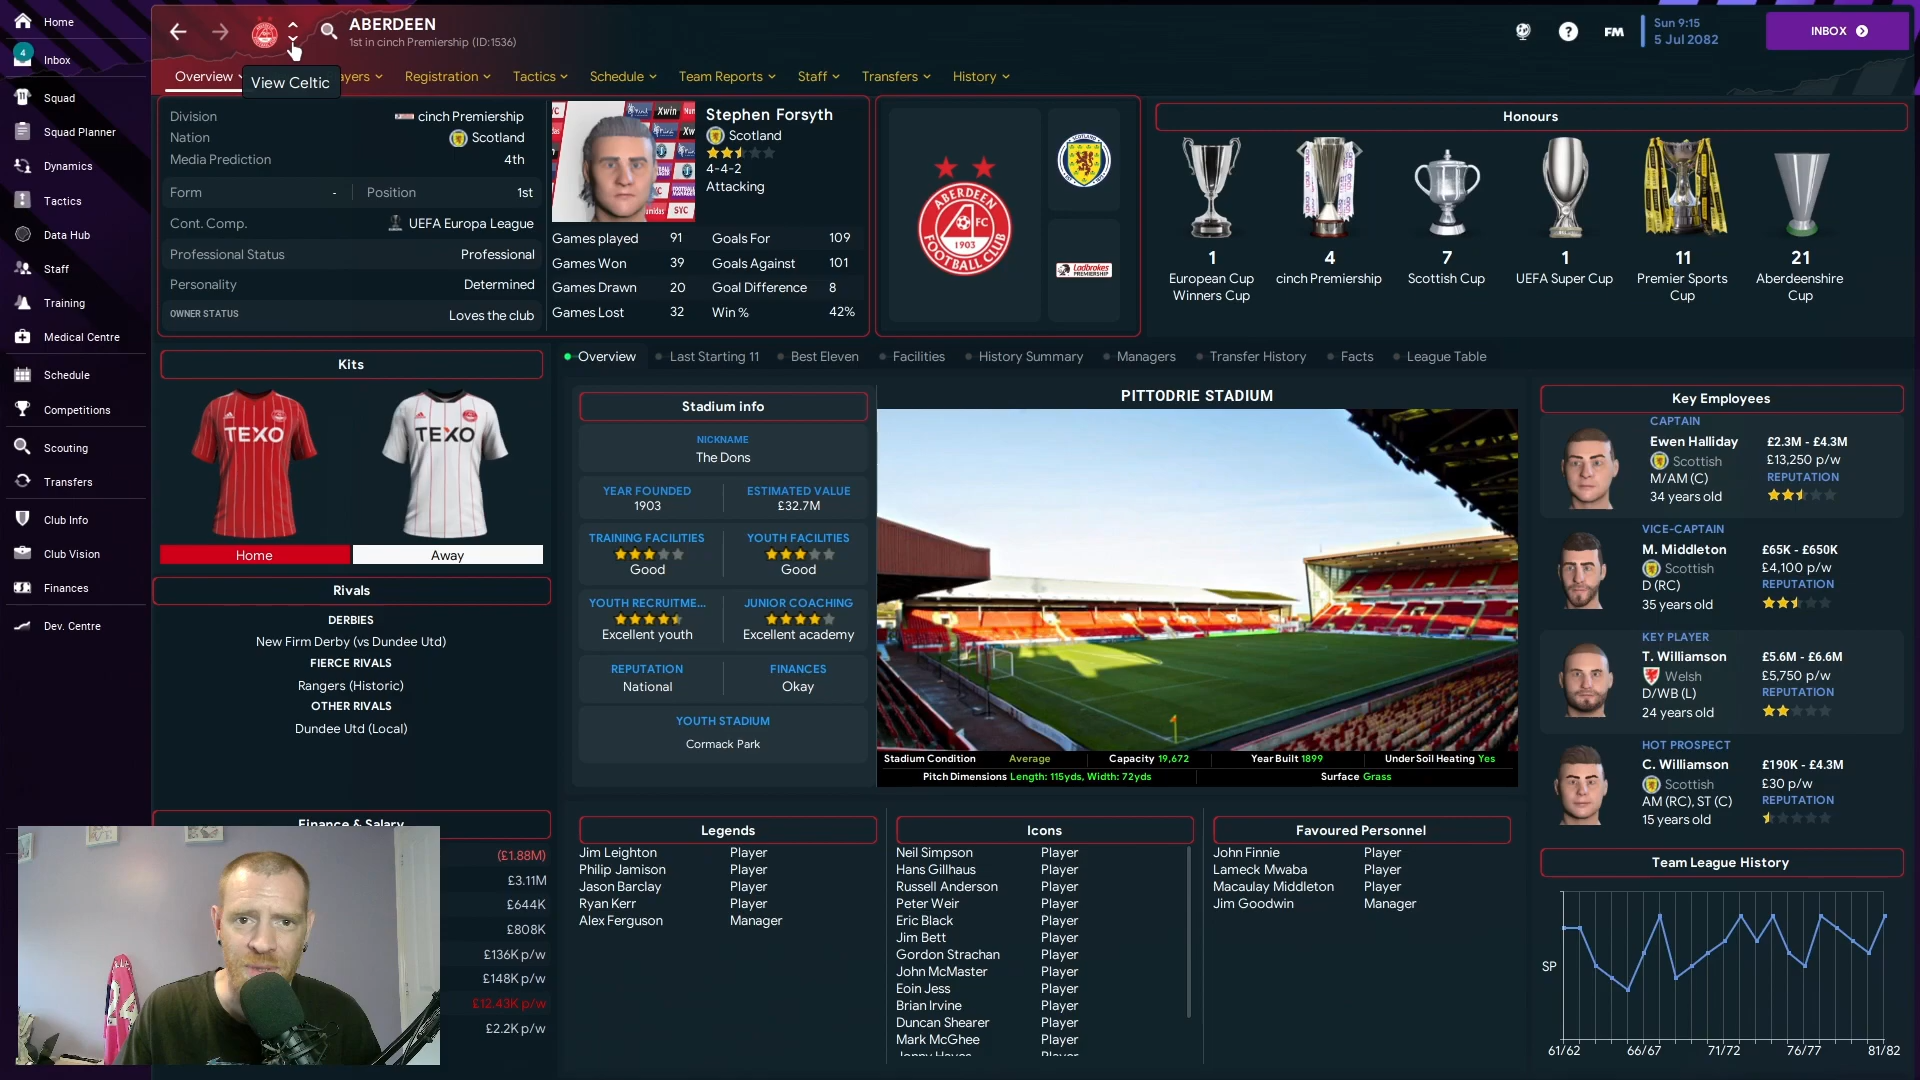 Home
Inbox
4
Squad
Squad Planner
Dynamics
Tactics
Data Hub
Staff
Training
Medical Centre
Schedule
Competitions
Scouting
Transfers
Club Info
Club Vision
Finances
Dev. Centre
ABERDEEN
1st in cinch Premiership (ID:1536)
FM
Sun 9:15
5 Jul 2082
INBOX
Overview
View Celtic
ayers
Registration
Tactics
Schedule
Team Reports
Staff
Transfers
History
Division cinch Premiership
Nation Scotland
Media Prediction 4th
Form - Position 1st
Cont. Comp. UEFA Europa League
Professional Status Professional
Personality Determined
OWNER STATUS Loves the club
Stephen Forsyth
Scotland
4-4-2
Attacking
Games played 91 Goals For 109
Games Won 39 Goals Against 101
Games Drawn 20 Goal Difference 8
Games Lost 32 Win % 42%
ABERDEEN
FC
1903
FOOTBALL CLUB
Ladbrokes
PREMIERSHIP
Honours
1 European Cup Winners Cup
4 cinch Premiership
7 Scottish Cup
1 UEFA Super Cup
11 Premier Sports Cup
21 Aberdeenshire Cup
Kits
TEXO
TEXO
Home
Away
Rivals
DERBIES
New Firm Derby (vs Dundee Utd)
FIERCE RIVALS
Rangers (Historic)
OTHER RIVALS
Dundee Utd (Local)
Finance & Salary
(£1.88M)
£3.11M
£644K
£808K
£136K p/w
£148K p/w
£12.43K p/w
£2.2K p/w
Overview
Last Starting 11
Best Eleven
Facilities
History Summary
Managers
Transfer History
Facts
League Table
Stadium info
NICKNAME
The Dons
YEAR FOUNDED
1903
ESTIMATED VALUE
£32.7M
TRAINING FACILITIES
Good
YOUTH FACILITIES
Good
YOUTH RECRUITME...
Excellent youth
JUNIOR COACHING
Excellent academy
REPUTATION
National
FINANCES
Okay
YOUTH STADIUM
Cormack Park
PITTODRIE STADIUM
Stadium Condition Average Capacity 19,672 Year Built 1899 Under Soil Heating Yes
Pitch Dimensions Length: 115yds, Width: 72yds Surface Grass
Legends
Jim Leighton Player
Philip Jamison Player
Jason Barclay Player
Ryan Kerr Player
Alex Ferguson Manager
Icons
Neil Simpson Player
Hans Gillhaus Player
Russell Anderson Player
Peter Weir Player
Eric Black Player
Jim Bett Player
Gordon Strachan Player
John McMaster Player
Eoin Jess Player
Brian Irvine Player
Duncan Shearer Player
Mark McGhee Player
Jonny Hayes Player
Favoured Personnel
John Finnie Player
Lameck Mwaba Player
Macaulay Middleton Player
Jim Goodwin Manager
Key Employees
CAPTAIN
Ewen Halliday £2.3M - £4.3M
Scottish £13,250 p/w
M/AM (C) REPUTATION
34 years old
VICE-CAPTAIN
M. Middleton £65K - £650K
Scottish £4,100 p/w
D (RC) REPUTATION
35 years old
KEY PLAYER
T. Williamson £5.6M - £6.6M
Welsh £5,750 p/w
D/WB (L) REPUTATION
24 years old
HOT PROSPECT
C. Williamson £190K - £4.3M
Scottish £30 p/w
AM (RC), ST (C) REPUTATION
15 years old
Team League History
SP
61/62 66/67 71/72 76/77 81/82